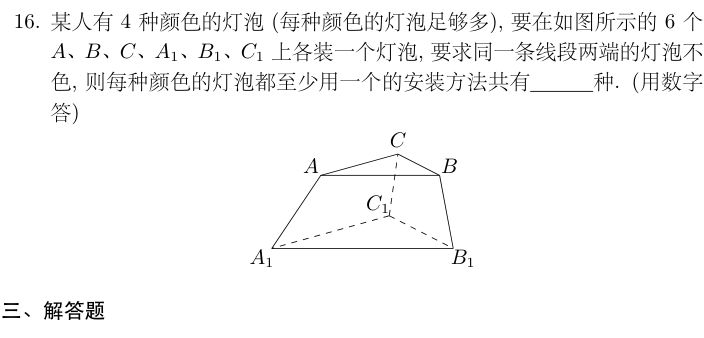 16. 某人有 4 种颜色的灯泡 (每种颜色的灯泡足够多), 要在如图所示的 6 个
A、B、C、A₁、B₁、C₁ 上各装一个灯泡, 要求同一条线段两端的灯泡不
色, 则每种颜色的灯泡都至少用一个的安装方法共有______种. (用数字
答)
C
A
B
C₁
A₁
B₁
三、解答题